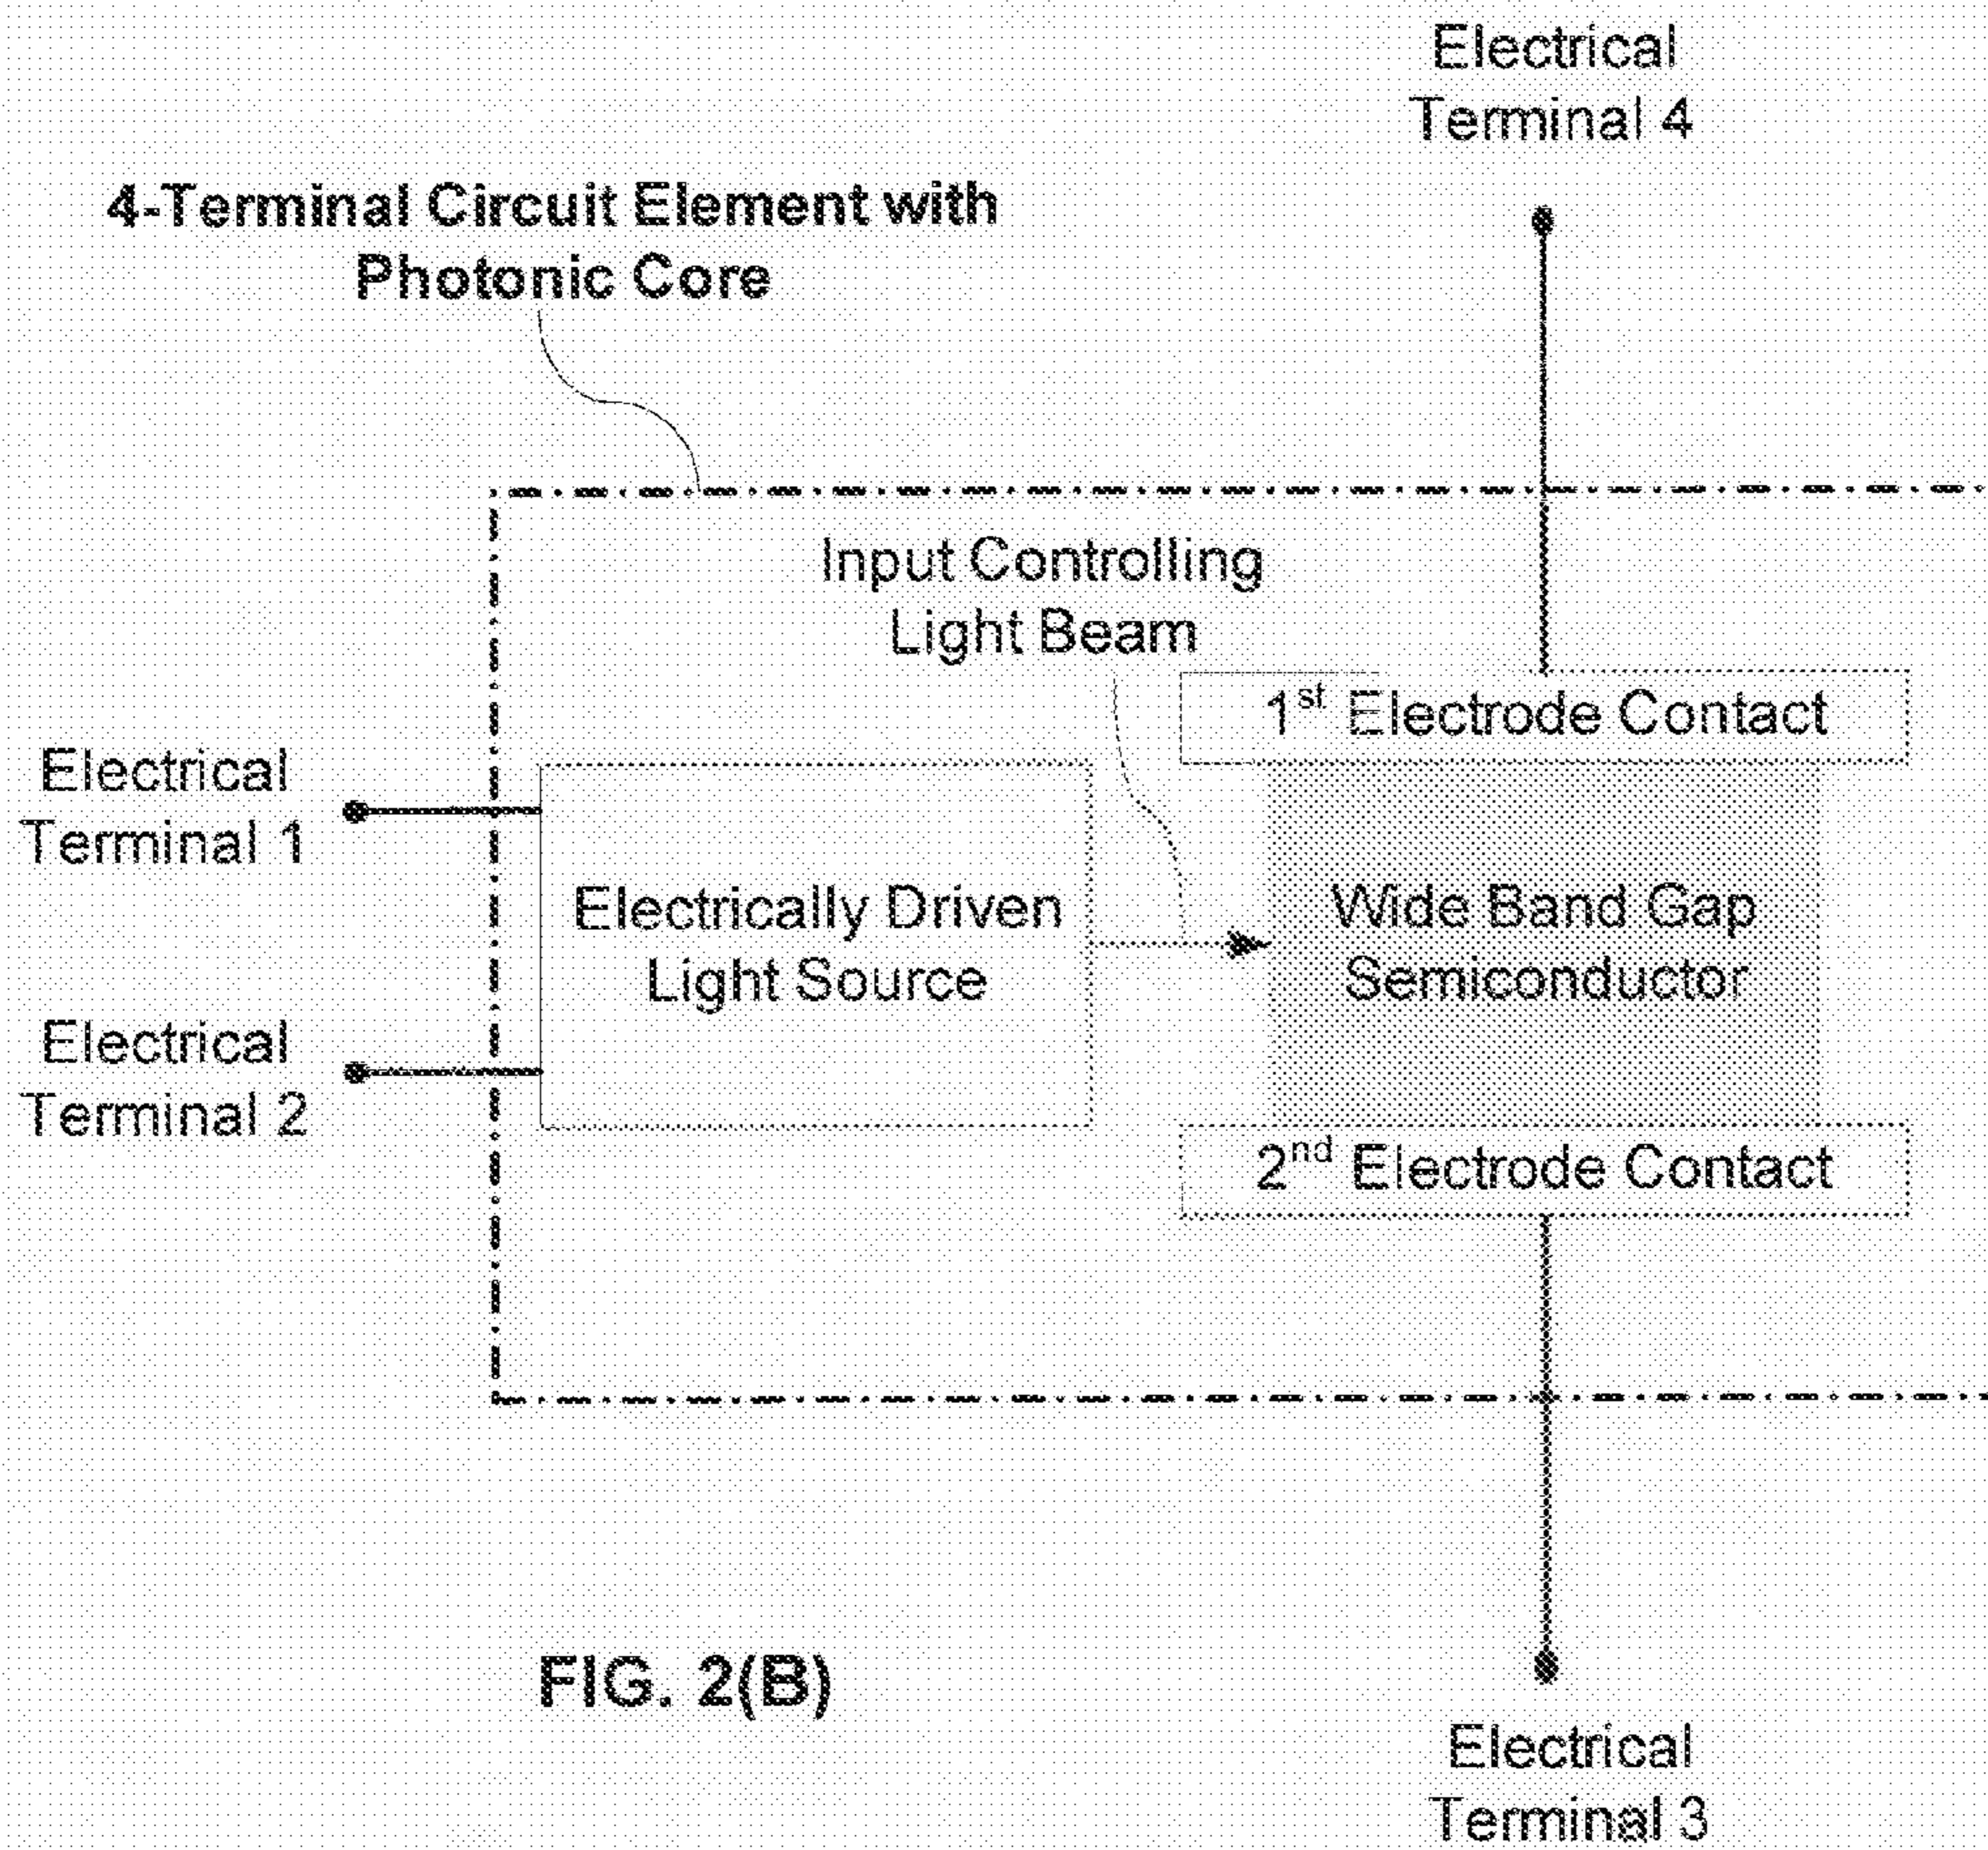 Electrical
Terminal 4
4-Terminal Circuit Element with
Photonic Core
Input Controlling
Light Beam
1st Electrode Contact
Electrical
Terminal 1
Electrically Driven
Light Source
Wide Band Gap
Semiconductor
Electrical
Terminal 2
2nd Electrode Contact
FIG. 2(B)
Electrical
Terminal 3